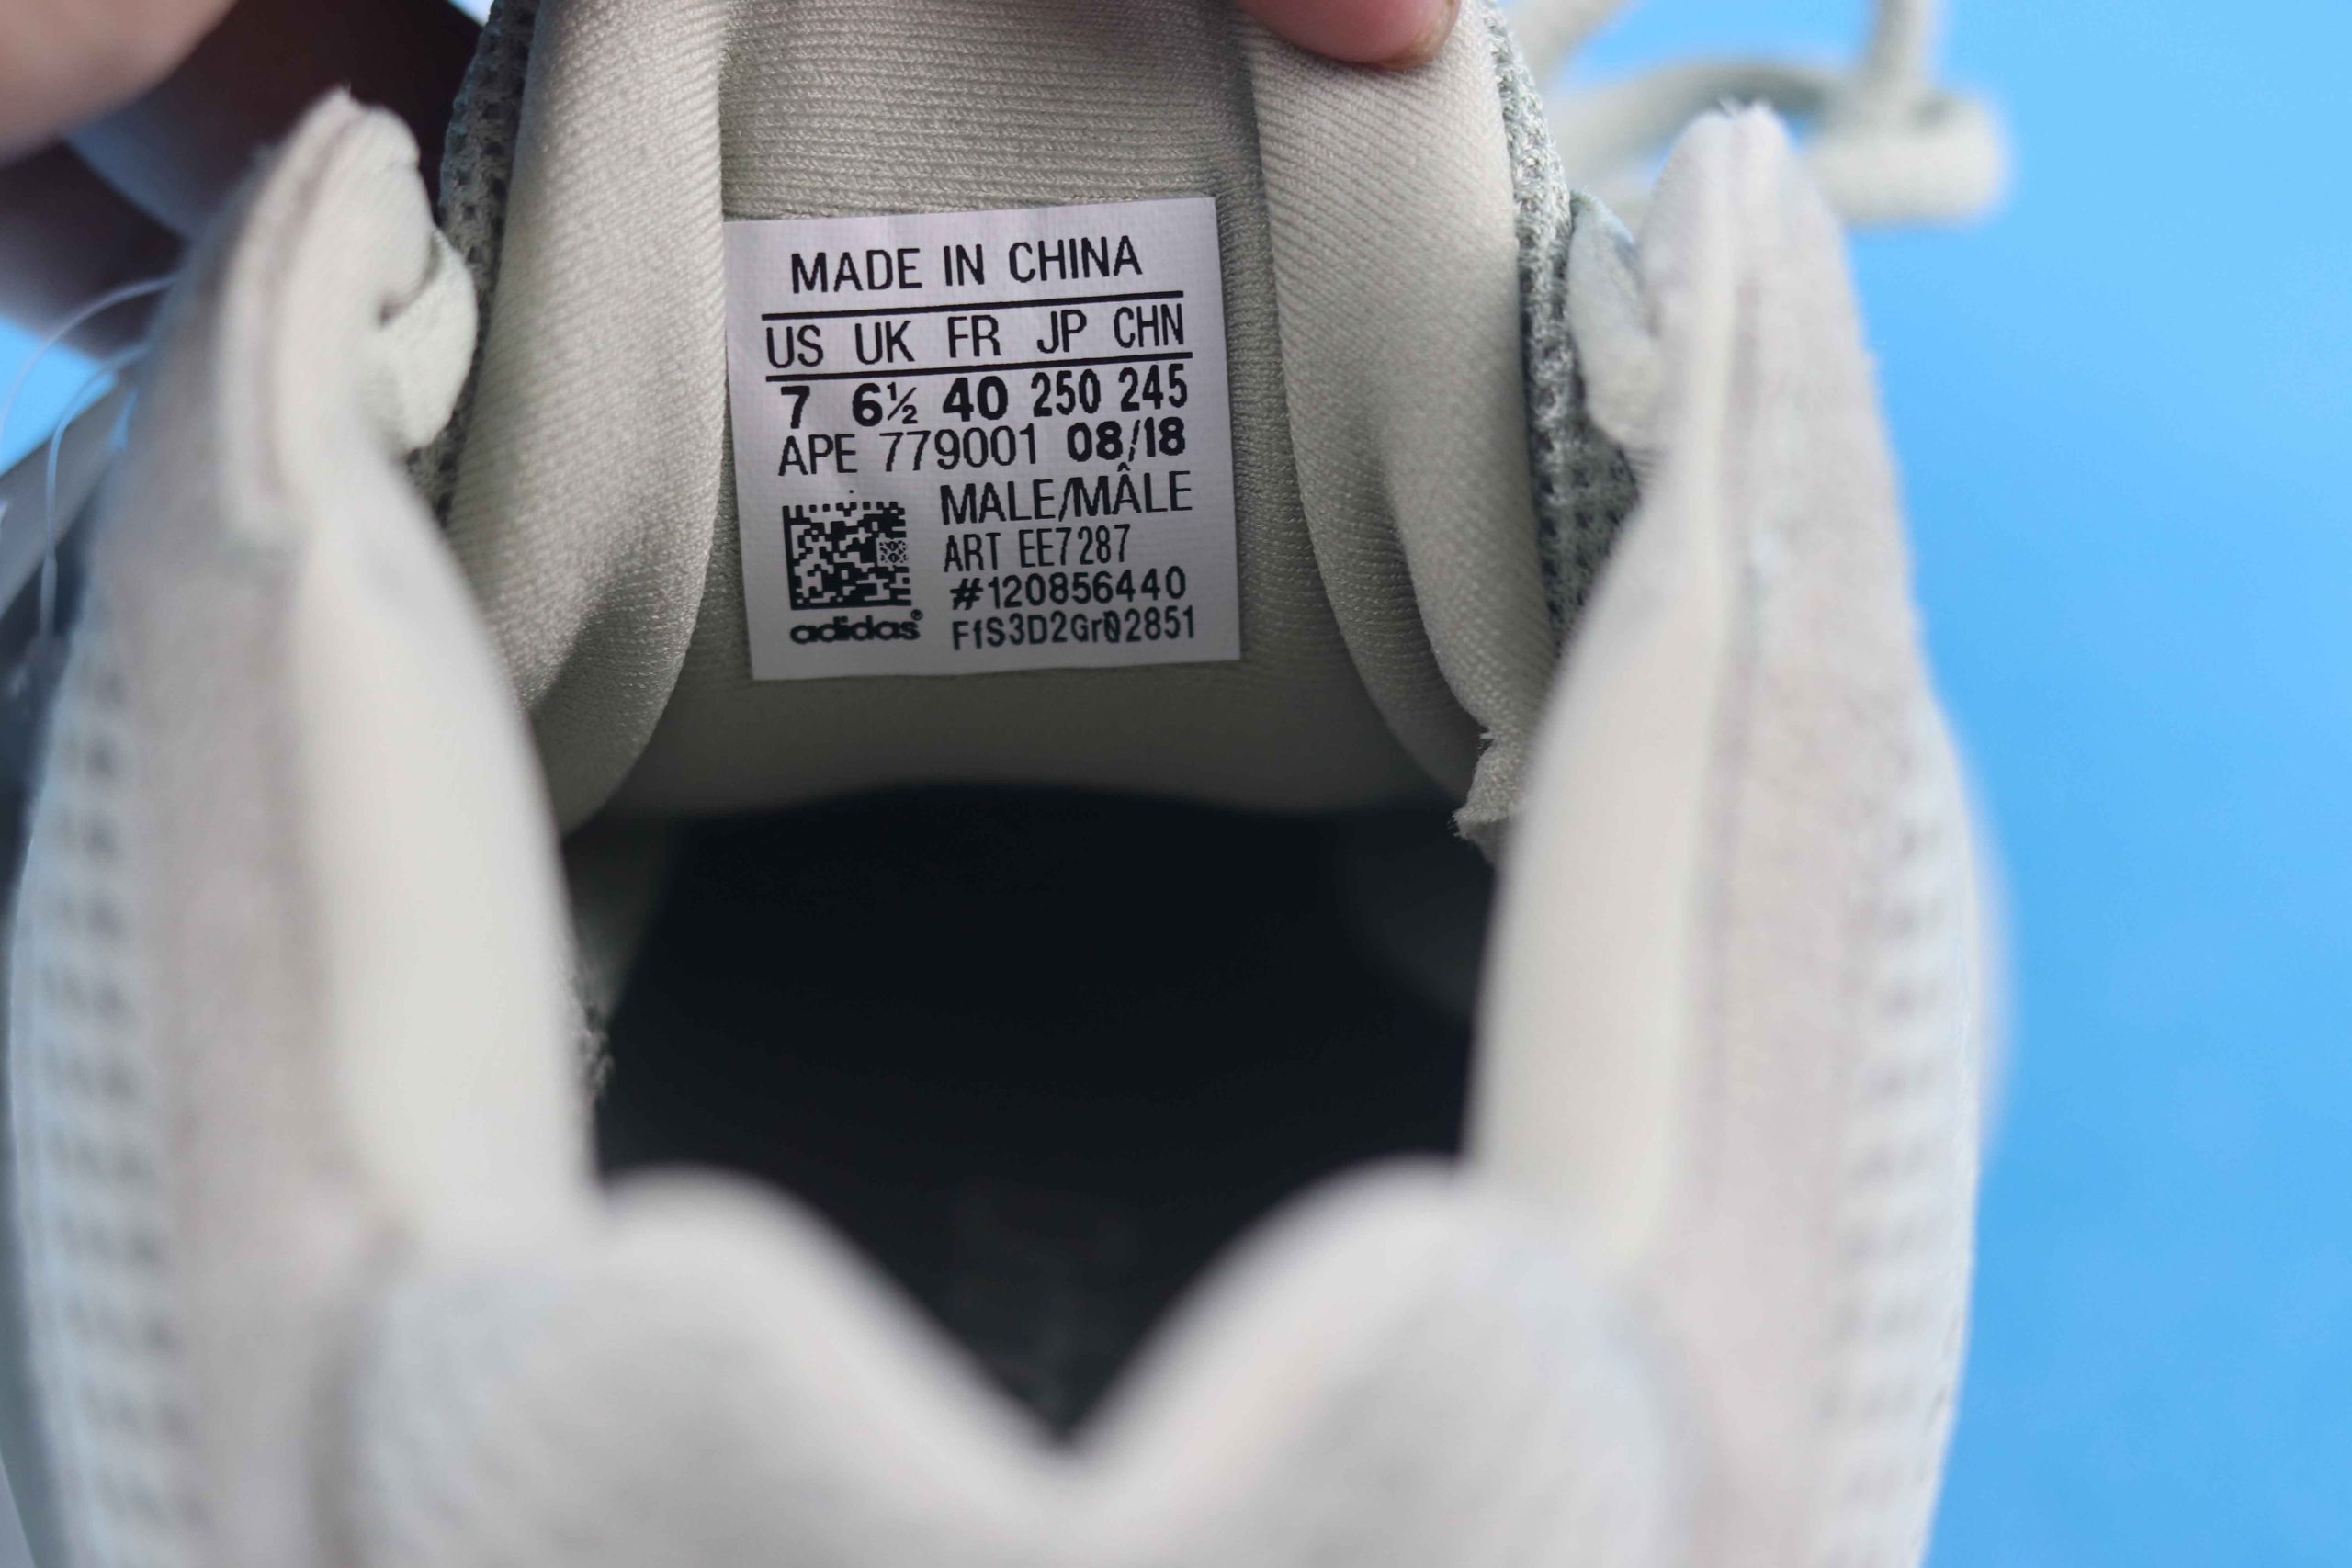 MADE IN CHINA
US UK FR JP CHN
7 6½ 40 250 245
APE 779001 08/18
MALE/MÂLE
ART EE7287
#120856440
adidas®
FfS3D2Gr02851